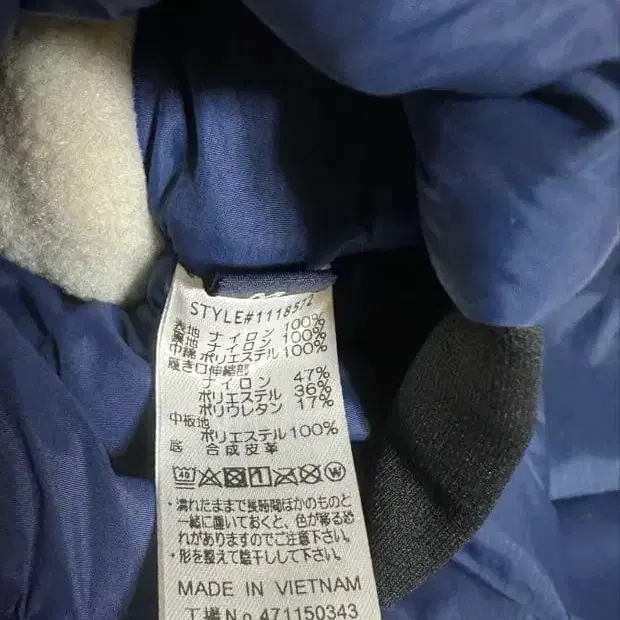 STYLE#1118572
表地 ナイロン 100%
裏地 ナイロン 100%
中綿 ポリエステル 100%
履き口伸縮部
ナイロン 47%
ポリエステル 36%
ポリウレタン 17%
中板地
ポリエステル100%
底 合成皮革
40 1 W
・濡れたままで長時間ほかのものと
一緒に置いておくと、色が移る恐
れがありますのでご注意下さい。
・形を整えて陰干しして下さい。
MADE IN VIETNAM
工場No.471150343